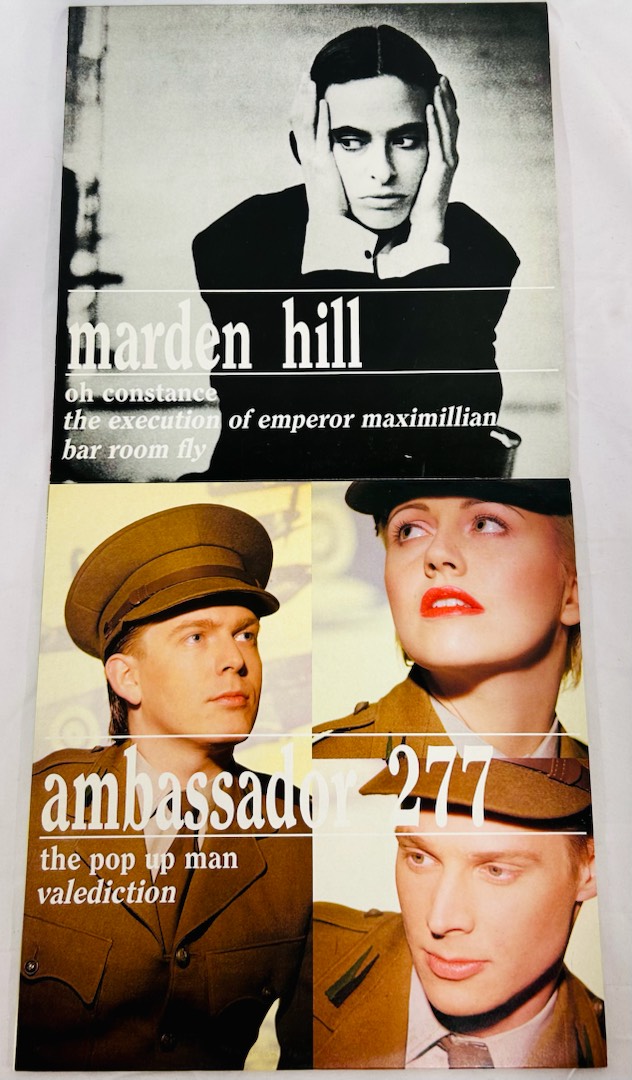 marden hill
oh constance
the execution of emperor maximillian
bar room fly
ambassador 277
the pop up man
valediction